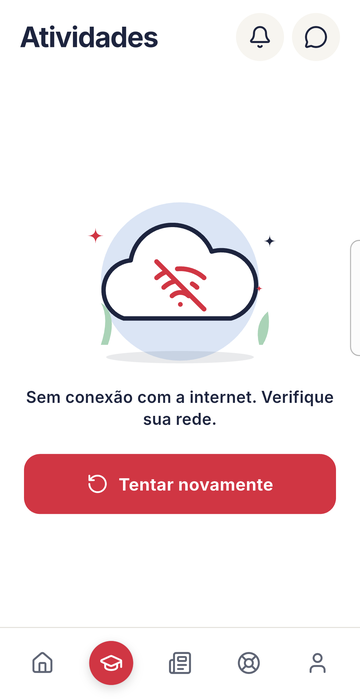 Atividades
Sem conexão com a internet. Verifique
sua rede.
Tentar novamente